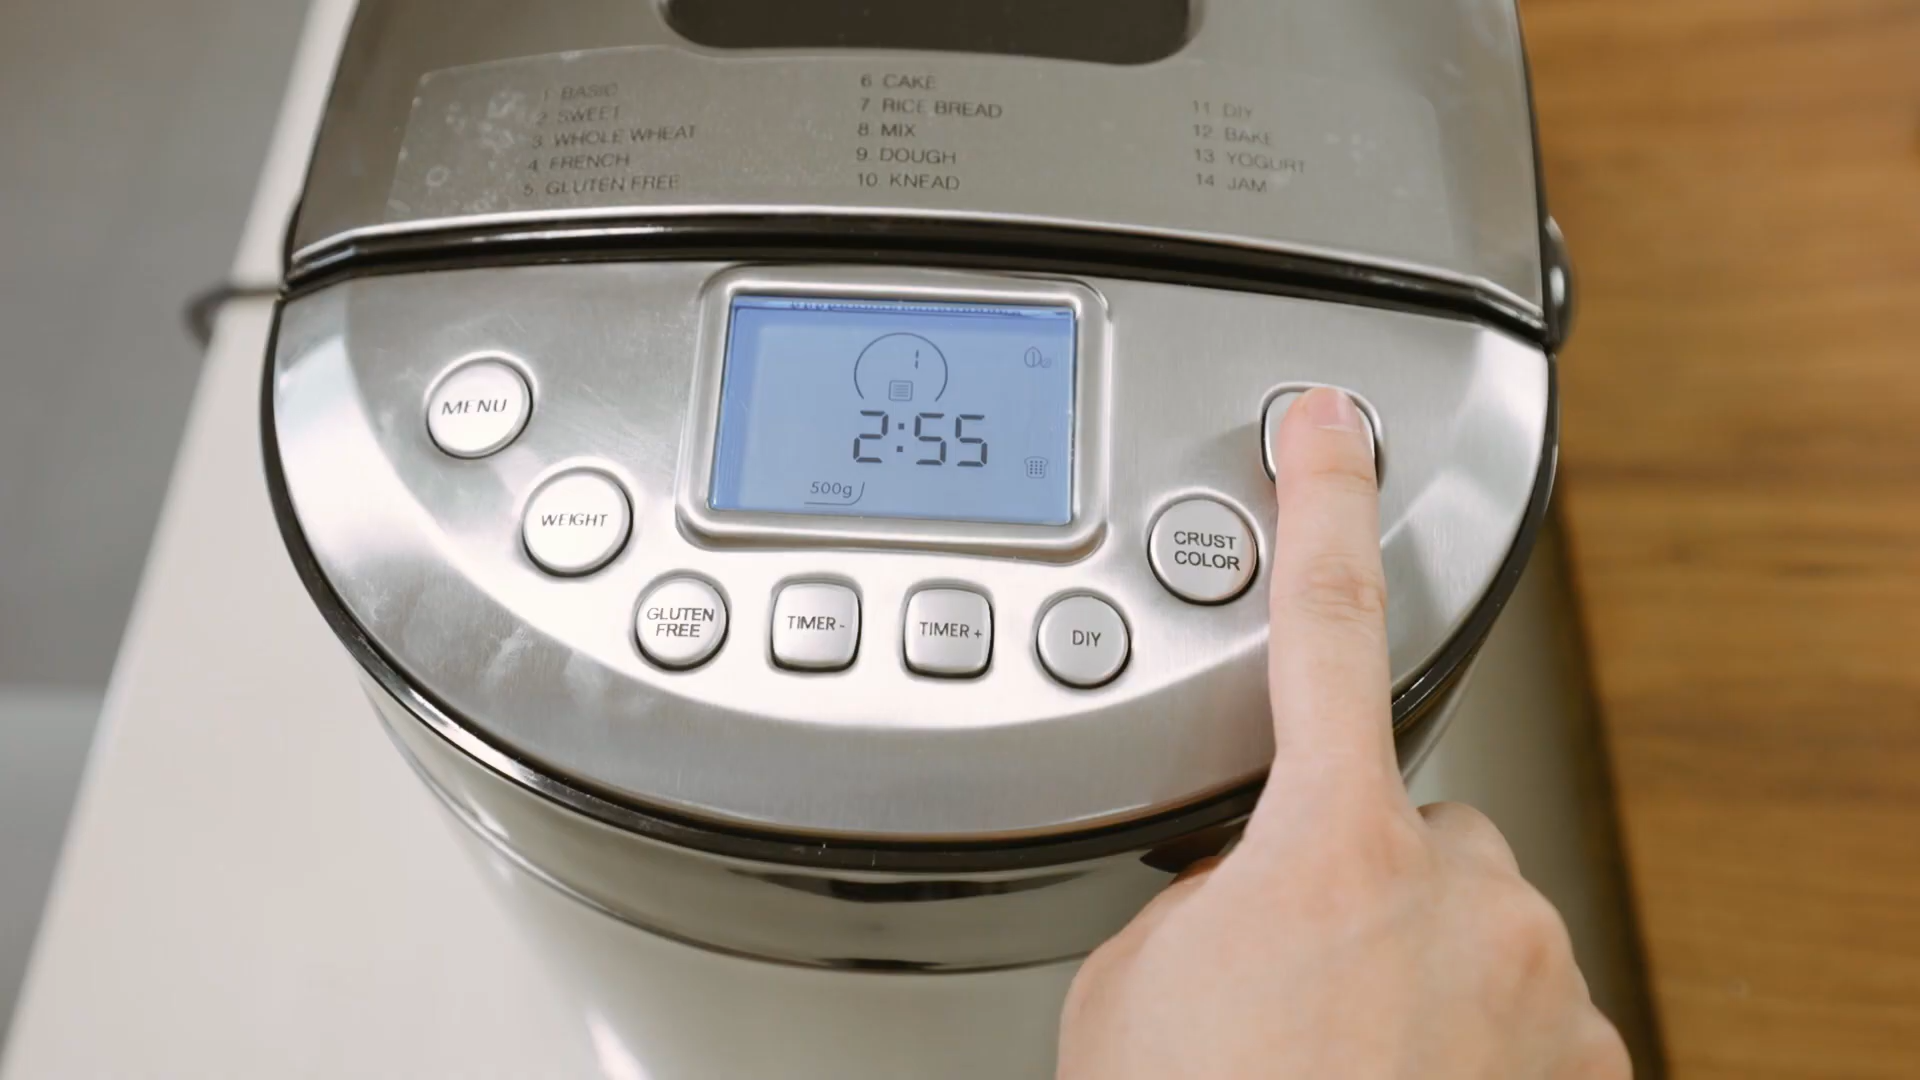 1 BASIC
2 SWEET
3 WHOLE WHEAT
4 FRENCH
5 GLUTEN FREE
6 CAKE
7 RICE BREAD
8 MIX
9 DOUGH
10 KNEAD
11 DIY
12 BAKE
13 YOGURT
14 JAM
1
2:55
500g
MENU
WEIGHT
GLUTEN
FREE
TIMER -
TIMER +
DIY
CRUST
COLOR